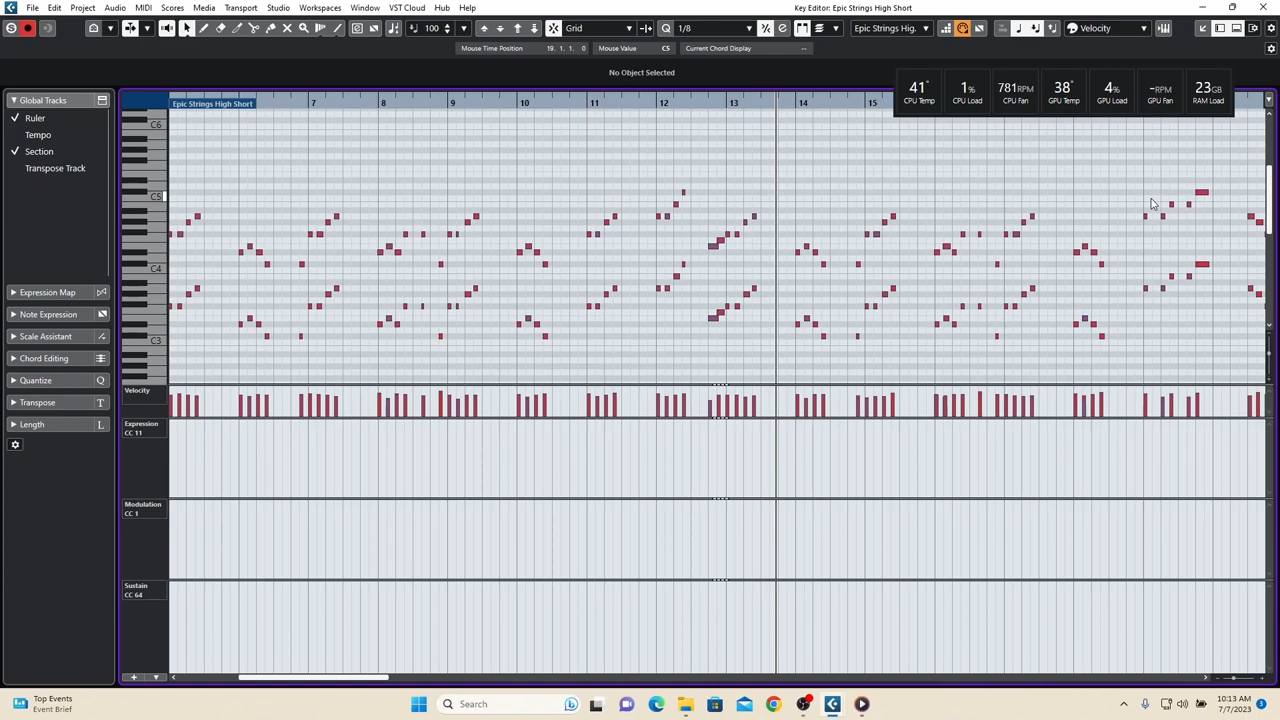 File Edit Project Audio MIDI Scores Media Transport Studio Workspaces Window VST Cloud Hub Help
Key Editor: Epic Strings High Short
100 Grid 1/8 Epic Strings Hig. Velocity
Mouse Time Position 19. 1. 1. 0 Mouse Value C5 Current Chord Display --
No Object Selected
41° 1% 781RPM 38° 4% -RPM 23GB
CPU Temp CPU Load CPU Fan GPU Temp GPU Load GPU Fan RAM Load
Global Tracks
Ruler
Tempo
Section
Transpose Track
Expression Map
Note Expression
Scale Assistant
Chord Editing
Quantize Q
Transpose T
Length L
Epic Strings High Short 7 8 9 10 11 12 13 14 15
C6
C5
C4
C3
Velocity
Expression
CC 11
Modulation
CC 1
Sustain
CC 64
Top Events
Event Brief
Search
10:13 AM
7/7/2023
3